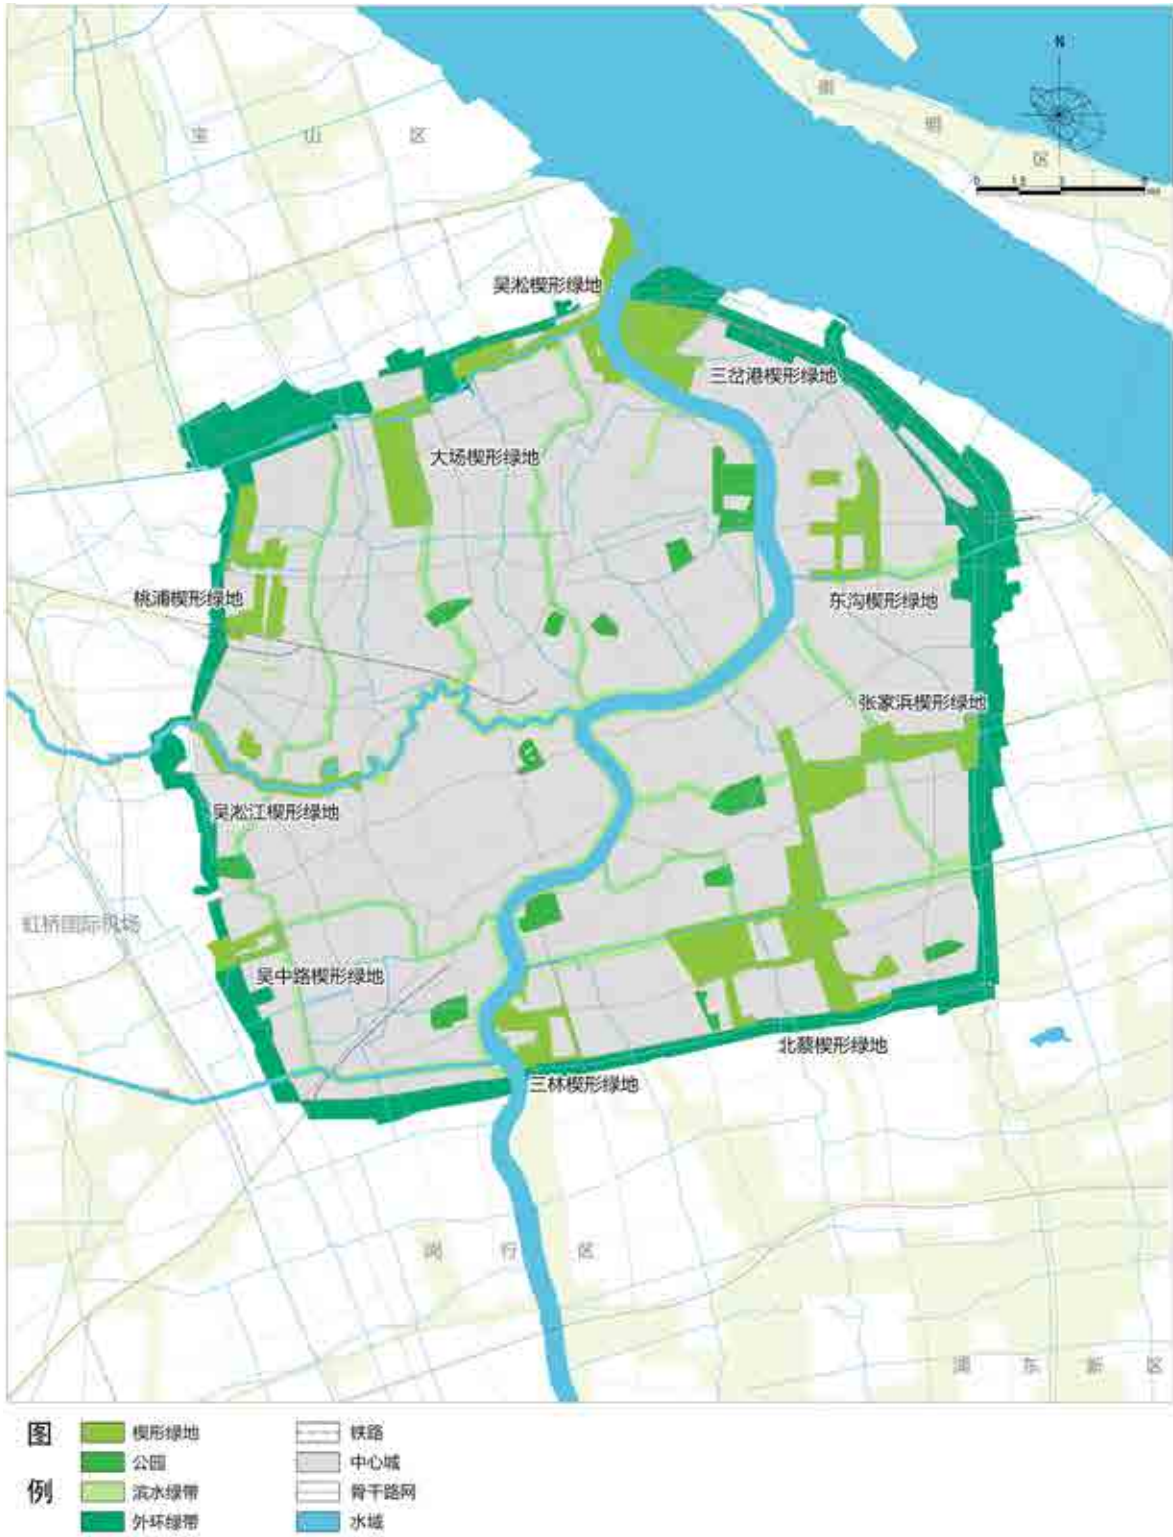 N
崇
明
区
宝 山 区
0 1.5 3 6
吴淞楔形绿地
三岔港楔形绿地
大场楔形绿地
桃浦楔形绿地
东沟楔形绿地
张家浜楔形绿地
吴淞江楔形绿地
虹桥国际机场
吴中路楔形绿地
北蔡楔形绿地
三林楔形绿地
闵 行 区
浦 东 新 区
图 例
楔形绿地
公园
滨水绿带
外环绿带
铁路
中心城
骨干路网
水域